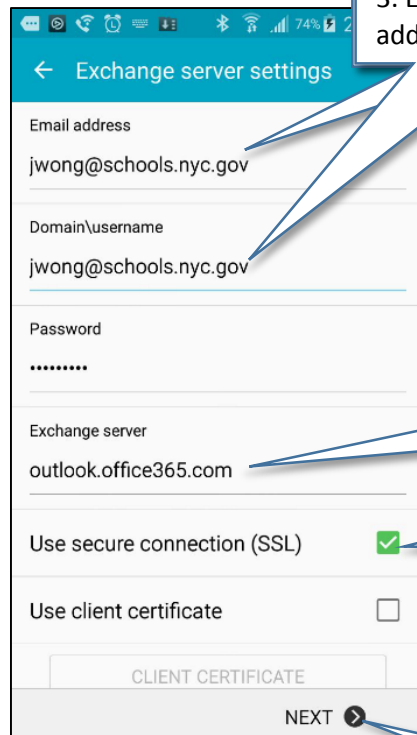 74%
add
Exchange server settings
Email address
jwong@schools.nyc.gov
Domain\username
jwong@schools.nyc.gov
Password
•••••••••
Exchange server
outlook.office365.com
Use secure connection (SSL)
Use client certificate
CLIENT CERTIFICATE
NEXT